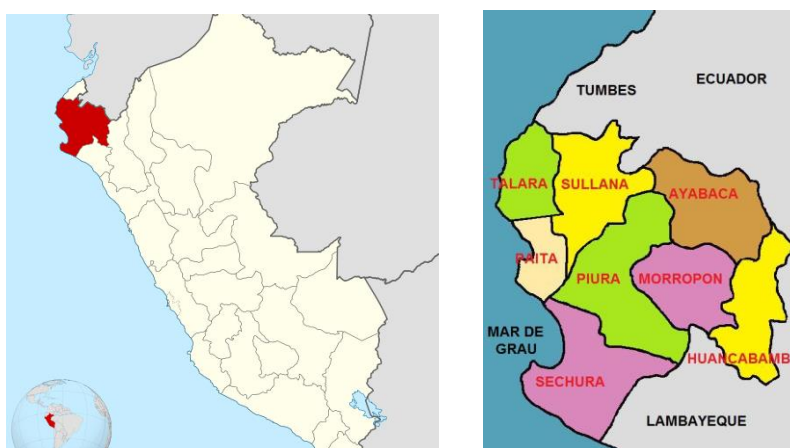 ECUADOR
TUMBES
TALARA
SULLANA
AYABACA
PAITA
PIURA
MORROPON
MAR DE
GRAU
HUANCABAMB
SECHURA
LAMBAYEQUE